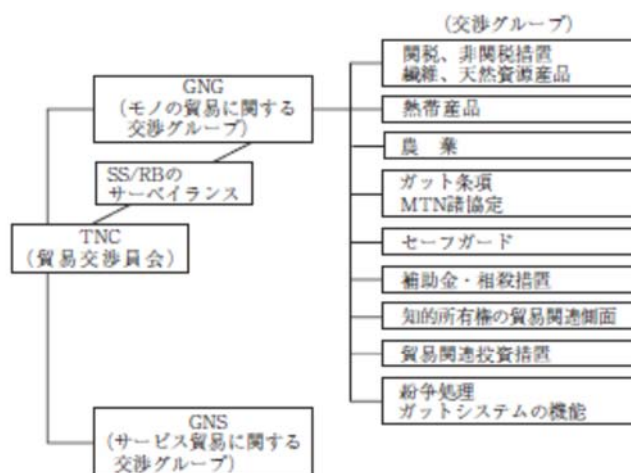 (交渉グループ)
関税、非関税措置
繊維、天然資源産品
熱帯産品
農 業
ガット条項
MTN諸協定
セーフガード
補助金・相殺措置
知的所有権の貿易関連側面
貿易関連投資措置
紛争処理
ガットシステムの機能
GNG
(モノの貿易に関する
交渉グループ)
SS/RBの
サーベイランス
TNC
(貿易交渉員会)
GNS
(サービス貿易に関する
交渉グループ)